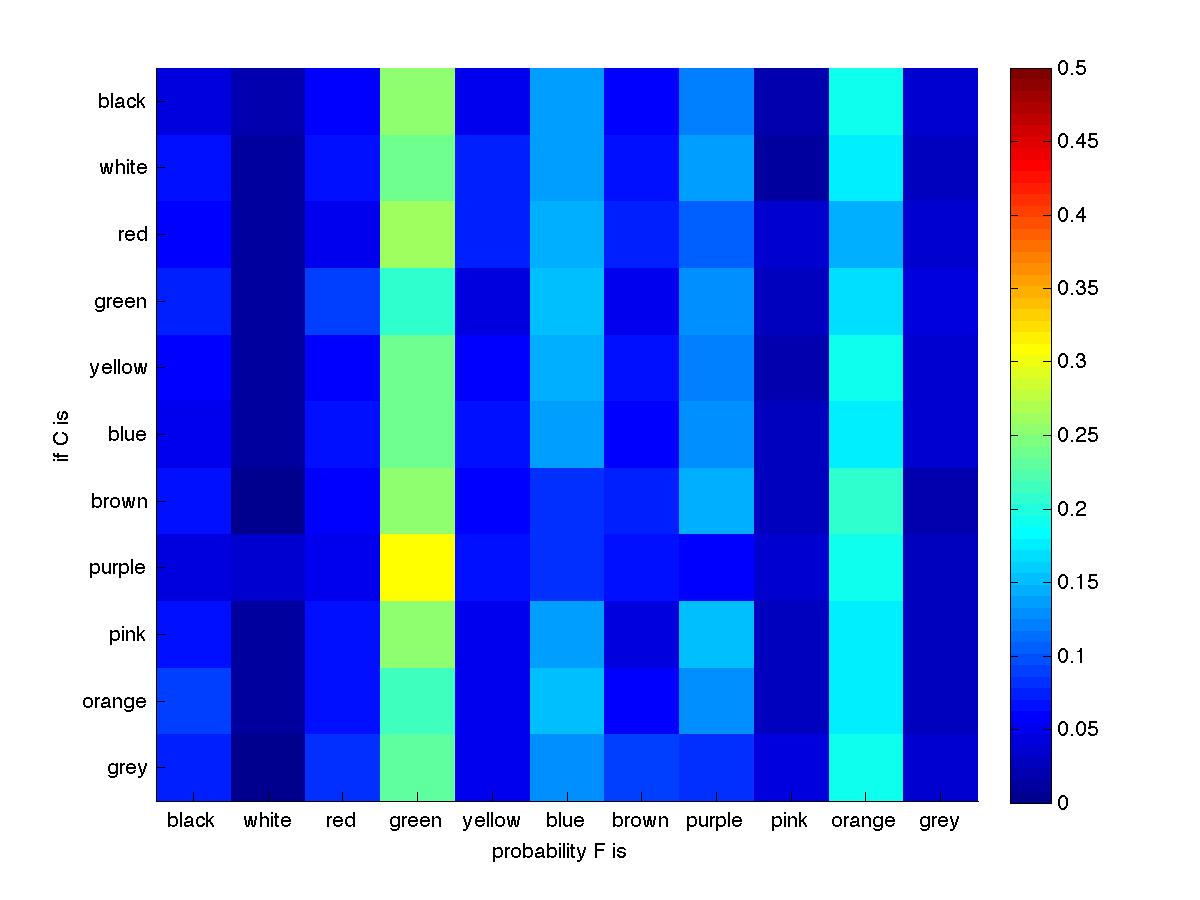 black
white
red
green
yellow
blue
brown
purple
pink
orange
grey
if C is
black white red green yellow blue brown purple pink orange grey
probability F is
0.5
0.45
0.4
0.35
0.3
0.25
0.2
0.15
0.1
0.05
0